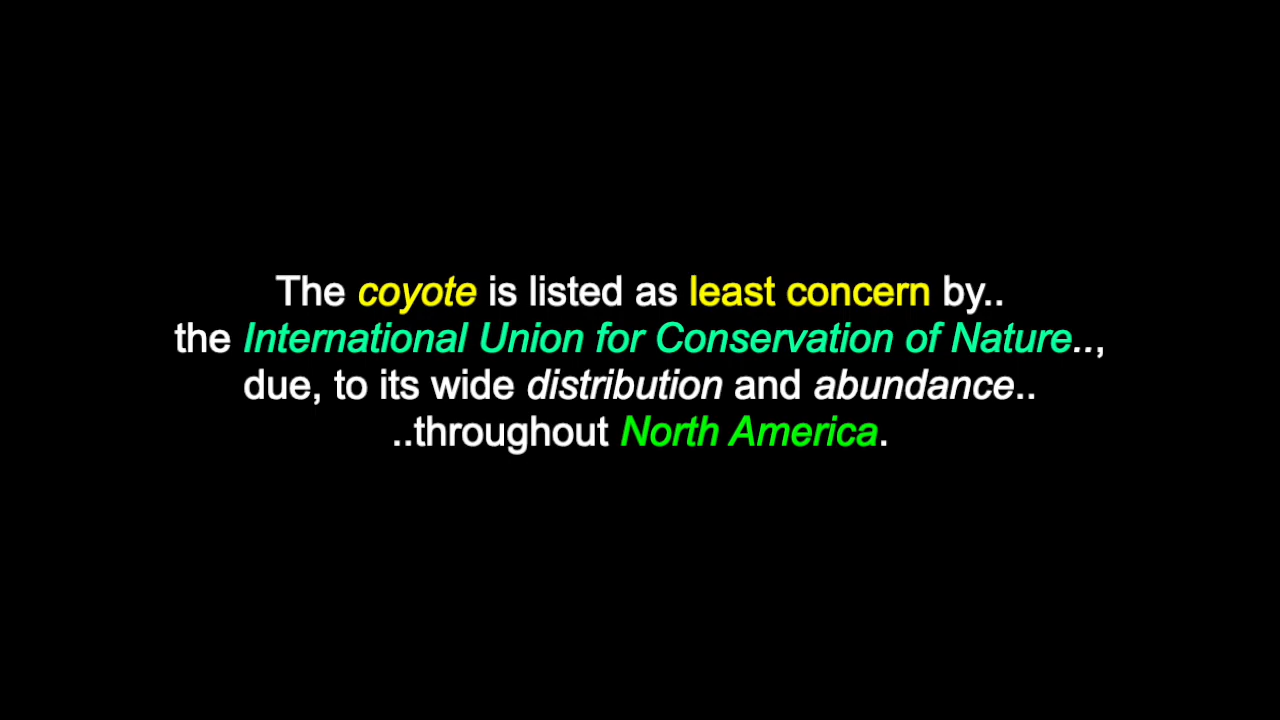 The coyote is listed as least concern by..
the International Union for Conservation of Nature..,
due, to its wide distribution and abundance..
..throughout North America.